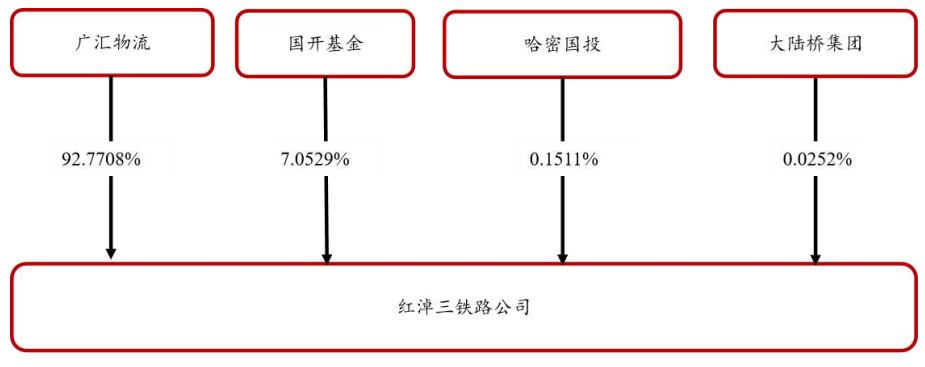 广汇物流
国开基金
哈密国投
大陆桥集团
92.7708%
7.0529%
0.1511%
0.0252%
红淖三铁路公司